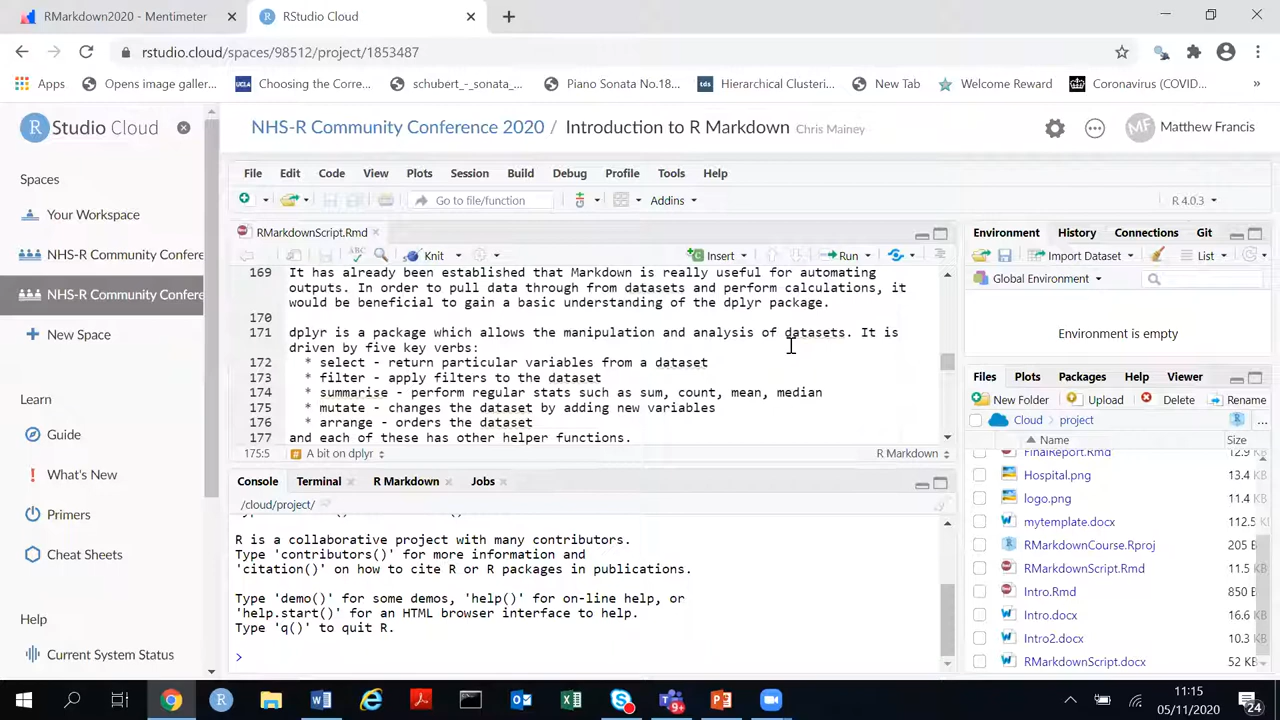 RMarkdown2020 - Mentimeter
RStudio Cloud
rstudio.cloud/spaces/98512/project/1853487
Apps
Opens image galler...
UCLA
Choosing the Corre...
schubert_-_sonata_...
Piano Sonata No.18...
tds
Hierarchical Clusteri...
New Tab
Welcome Reward
Coronavirus (COVID...
»
R Studio Cloud
NHS-R Community Conference 2020 / Introduction to R Markdown Chris Mainey
MF Matthew Francis
Spaces
Your Workspace
NHS-R Community Confere
NHS-R Community Confere
New Space
Learn
Guide
What's New
Primers
Cheat Sheets
Help
Current System Status
File Edit Code View Plots Session Build Debug Profile Tools Help
Go to file/function
Addins
R 4.0.3
RMarkdownScript.Rmd
ABC
Knit
Insert
Run
169 It has already been established that Markdown is really useful for automating
outputs. In order to pull data through from datasets and perform calculations, it
would be beneficial to gain a basic understanding of the dplyr package.
170
171 dplyr is a package which allows the manipulation and analysis of datasets. It is
driven by five key verbs:
172 * select - return particular variables from a dataset
173 * filter - apply filters to the dataset
174 * summarise - perform regular stats such as sum, count, mean, median
175 * mutate - changes the dataset by adding new variables
176 * arrange - orders the dataset
177 and each of these has other helper functions.
175:5 # A bit on dplyr R Markdown
Console Terminal R Markdown Jobs
/cloud/project/
R is a collaborative project with many contributors.
Type 'contributors()' for more information and
'citation()' on how to cite R or R packages in publications.
Type 'demo()' for some demos, 'help()' for on-line help, or
'help.start()' for an HTML browser interface to help.
Type 'q()' to quit R.
>
Environment History Connections Git
Import Dataset
List
Global Environment
Environment is empty
Files Plots Packages Help Viewer
New Folder Upload Delete Rename
Cloud project
...
Name Size
FinalReport.Rmd 12.9 KB
Hospital.png 13.4 KB
logo.png 11.4 KB
mytemplate.docx 112.5 KB
RMarkdownCourse.Rproj 205 B
RMarkdownScript.Rmd 11.5 KB
Intro.Rmd 850 B
Intro.docx 16.6 KB
Intro2.docx 10.3 KB
RMarkdownScript.docx 52 KB
9+
11:15
05/11/2020
24